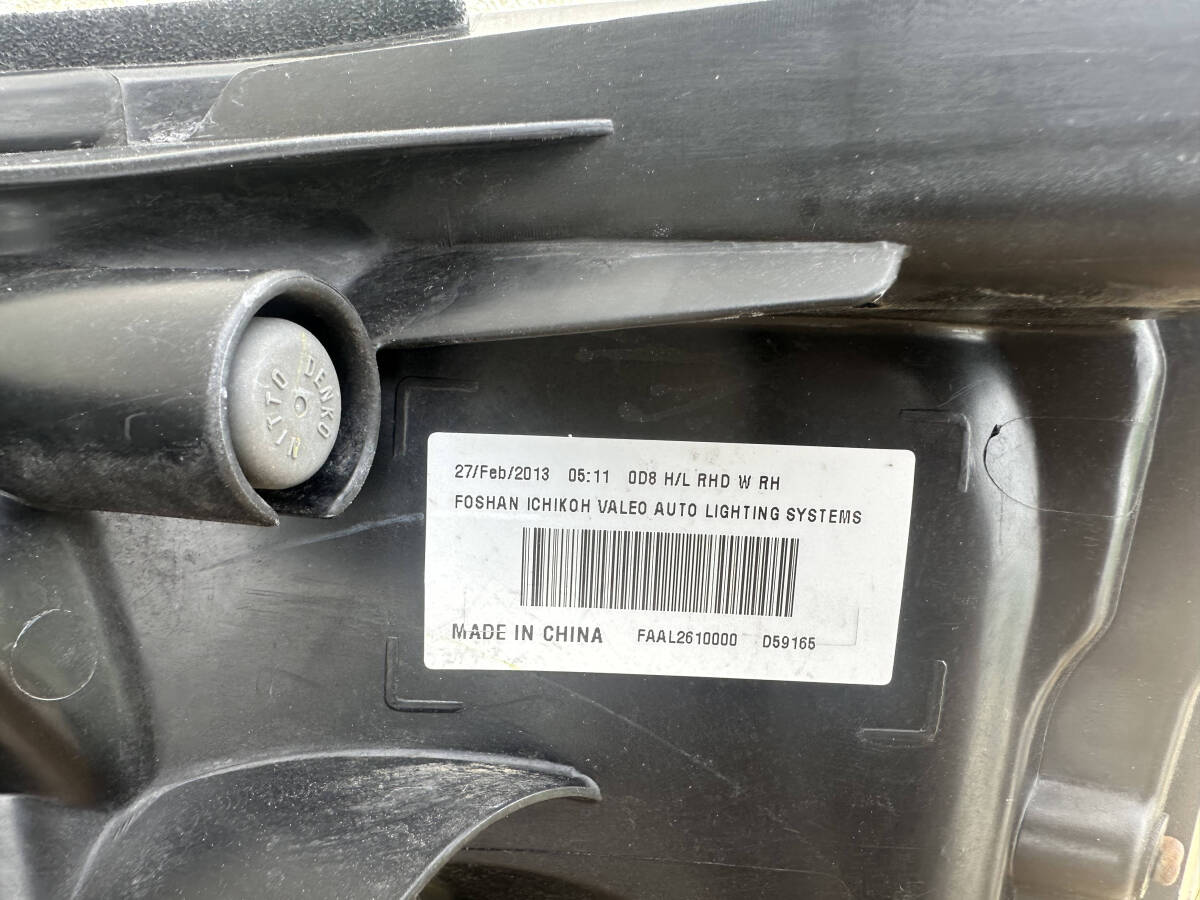 NITTO DENKO
27/Feb/2013 05:11 0D8 H/L RHD W RH
FOSHAN ICHIKOH VALEO AUTO LIGHTING SYSTEMS
MADE IN CHINA FAAL2610000 D59165